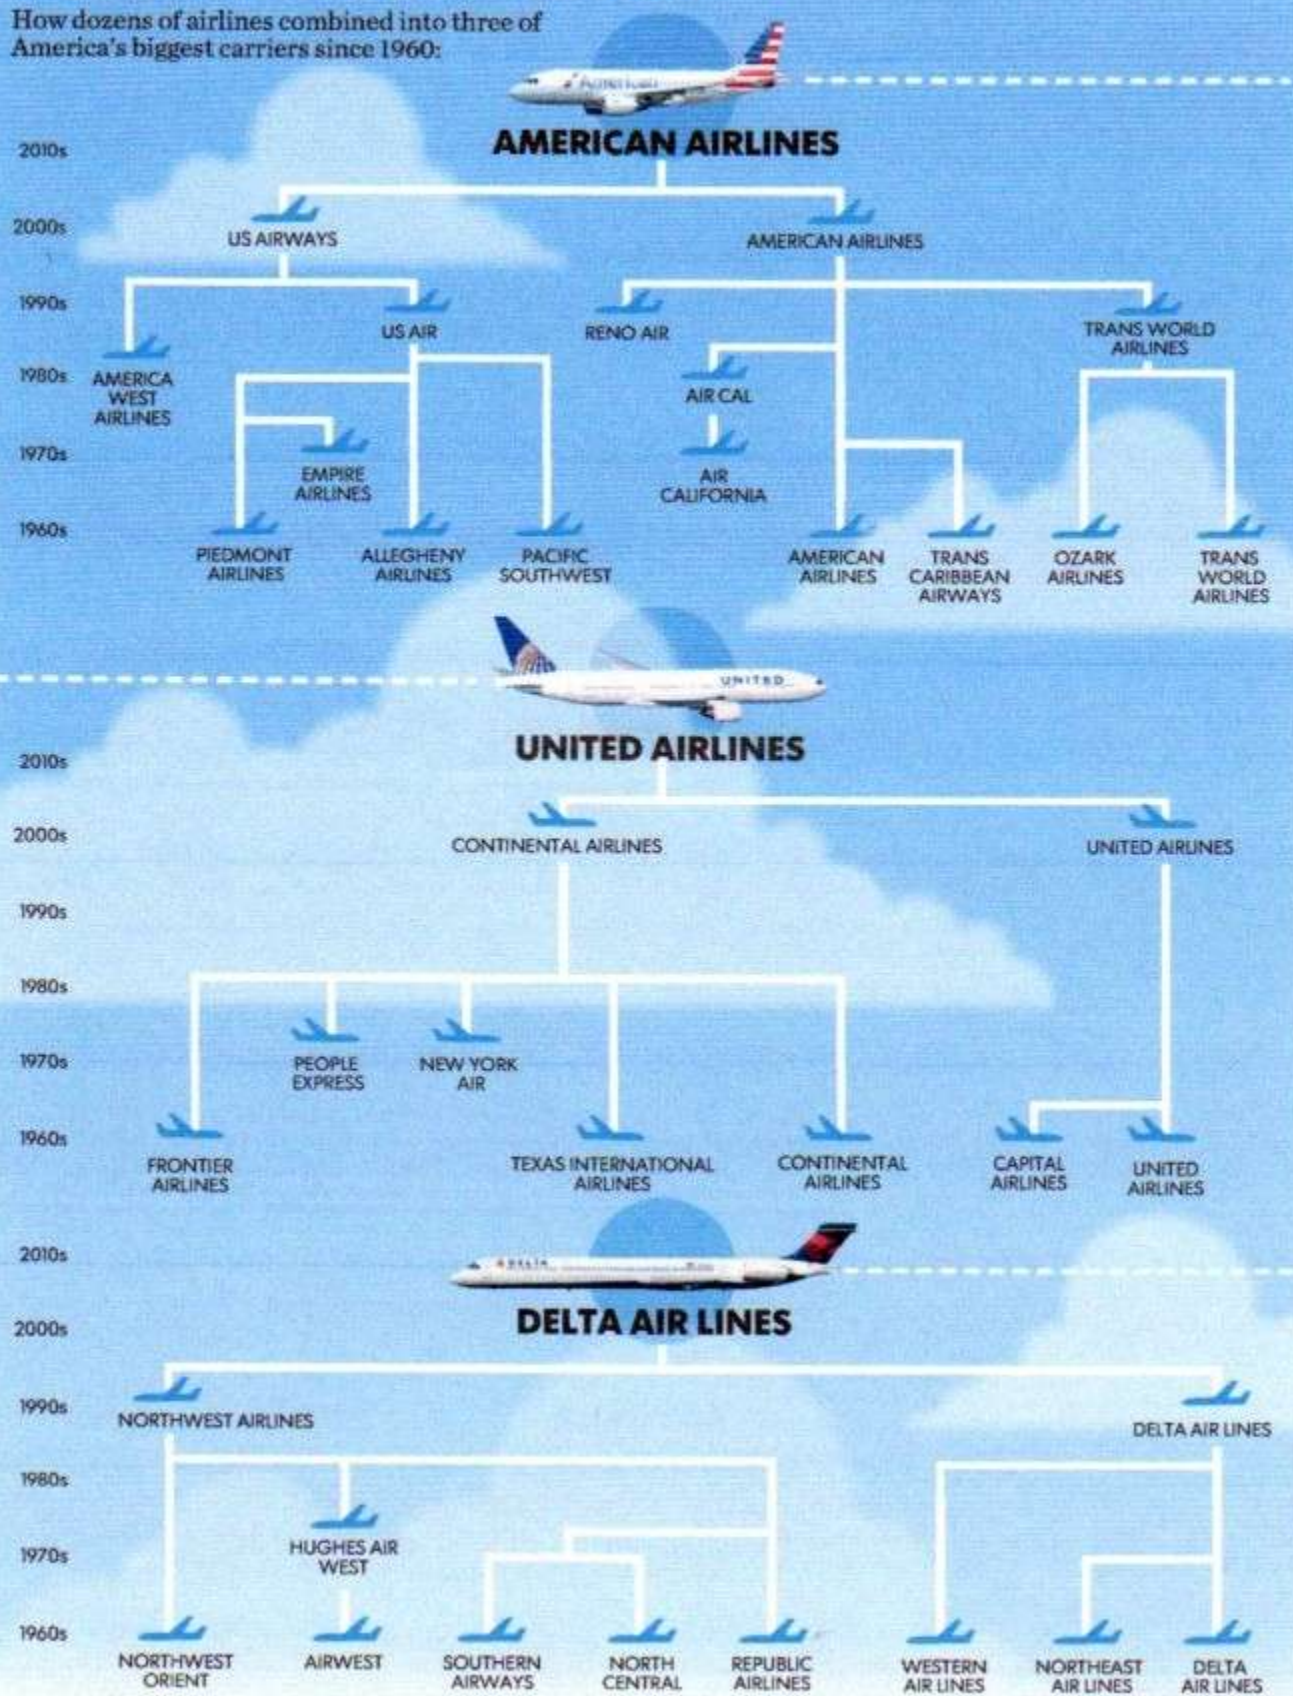 How dozens of airlines combined into three of
America's biggest carriers since 1960:
American
AMERICAN AIRLINES
2010s
2000s
US AIRWAYS
AMERICAN AIRLINES
1990s
US AIR
RENO AIR
TRANS WORLD
AIRLINES
1980s
AMERICA
WEST
AIRLINES
AIR CAL
1970s
EMPIRE
AIRLINES
AIR
CALIFORNIA
1960s
PIEDMONT
AIRLINES
ALLEGHENY
AIRLINES
PACIFIC
SOUTHWEST
AMERICAN
AIRLINES
TRANS
CARIBBEAN
AIRWAYS
OZARK
AIRLINES
TRANS
WORLD
AIRLINES
UNITED
UNITED AIRLINES
2010s
2000s
CONTINENTAL AIRLINES
UNITED AIRLINES
1990s
1980s
1970s
PEOPLE
EXPRESS
NEW YORK
AIR
1960s
FRONTIER
AIRLINES
TEXAS INTERNATIONAL
AIRLINES
CONTINENTAL
AIRLINES
CAPITAL
AIRLINES
UNITED
AIRLINES
2010s
DELTA
DELTA AIR LINES
2000s
1990s
NORTHWEST AIRLINES
DELTA AIR LINES
1980s
HUGHES AIR
WEST
1970s
1960s
NORTHWEST
ORIENT
AIRWEST
SOUTHERN
AIRWAYS
NORTH
CENTRAL
REPUBLIC
AIRLINES
WESTERN
AIR LINES
NORTHEAST
AIR LINES
DELTA
AIR LINES